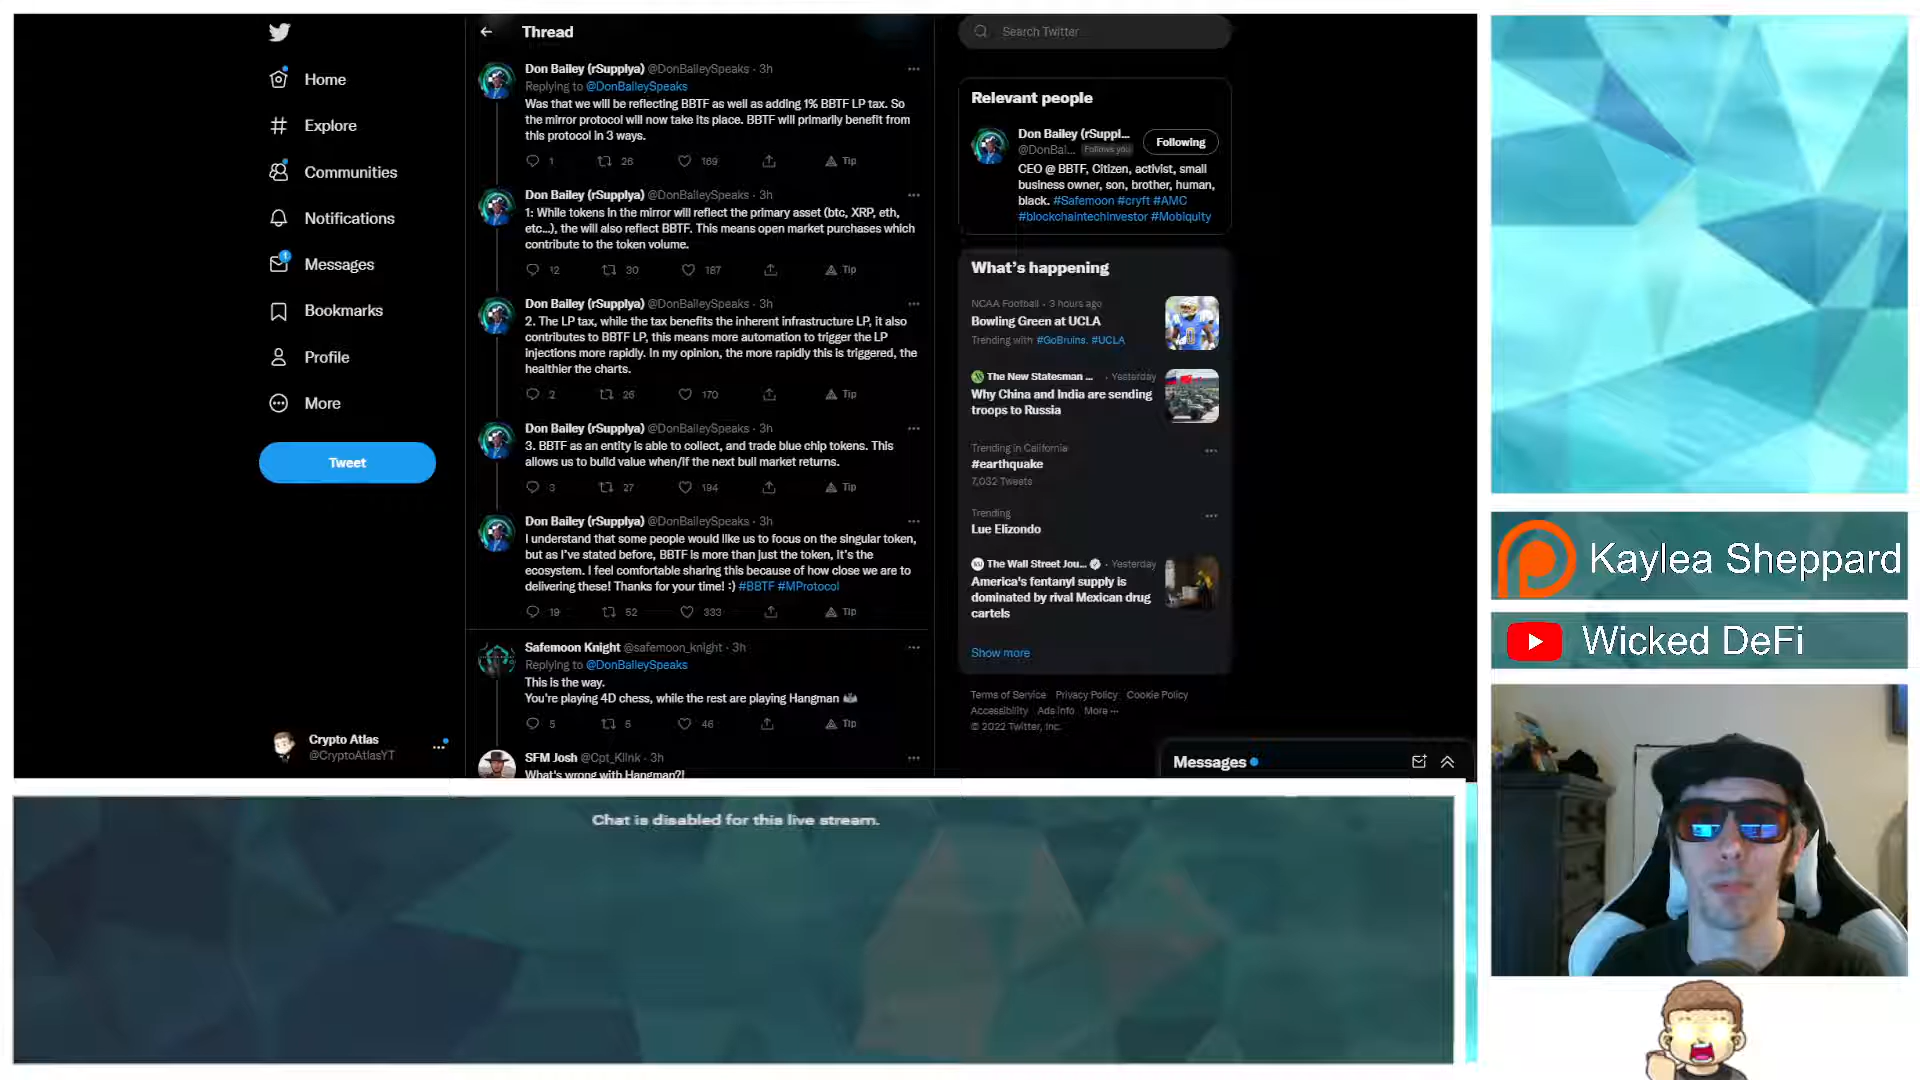 Home
Explore
Communities
Notifications
1
Messages
Bookmarks
Profile
More
Tweet
Crypto Atlas
@CryptoAtlasYT
Thread
Don Bailey (rSupplya) @DonBaileySpeaks · 3h
Replying to @DonBaileySpeaks
Was that we will be reflecting BBTF as well as adding 1% BBTF LP tax. So
the mirror protocol will now take its place. BBTF will primarily benefit from
this protocol in 3 ways.
1 26 169 Tip
Don Bailey (rSupplya) @DonBaileySpeaks · 3h
1: While tokens in the mirror will reflect the primary asset (btc, XRP, eth,
etc...), the will also reflect BBTF. This means open market purchases which
contribute to the token volume.
12 30 187 Tip
Don Bailey (rSupplya) @DonBaileySpeaks · 3h
2. The LP tax, while the tax benefits the inherent infrastructure LP, it also
contributes to BBTF LP, this means more automation to trigger the LP
injections more rapidly. In my opinion, the more rapidly this is triggered, the
healthier the charts.
2 26 170 Tip
Don Bailey (rSupplya) @DonBaileySpeaks · 3h
3. BBTF as an entity is able to collect, and trade blue chip tokens. This
allows us to build value when/if the next bull market returns.
3 27 194 Tip
Don Bailey (rSupplya) @DonBaileySpeaks · 3h
I understand that some people would like us to focus on the singular token,
but as I've stated before, BBTF is more than just the token, it's the
ecosystem. I feel comfortable sharing this because of how close we are to
delivering these! Thanks for your time! :) #BBTF #MProtocol
19 52 333 Tip
Safemoon Knight @safemoon_knight · 3h
Replying to @DonBaileySpeaks
This is the way.
You're playing 4D chess, while the rest are playing Hangman
5 5 46 Tip
SFM Josh @Cpt_Klink · 3h
What's wrong with Hangman?!
Search Twitter
Relevant people
Don Bailey (rSuppl...
@DonBai... Follows you
Following
CEO @ BBTF, Citizen, activist, small
business owner, son, brother, human,
black. #Safemoon #cryft #AMC
#blockchaintechinvestor #Mobiquity
What's happening
NCAA Football · 3 hours ago
Bowling Green at UCLA
Trending with #GoBruins, #UCLA
The New Statesman ... · Yesterday
Why China and India are sending
troops to Russia
Trending in California
#earthquake
7,032 Tweets
Trending
Lue Elizondo
The Wall Street Jou... · Yesterday
America's fentanyl supply is
dominated by rival Mexican drug
cartels
Show more
Terms of Service Privacy Policy Cookie Policy
Accessibility Ads info More ···
© 2022 Twitter, Inc.
Messages
Chat is disabled for this live stream.
Kaylea Sheppard
Wicked DeFi